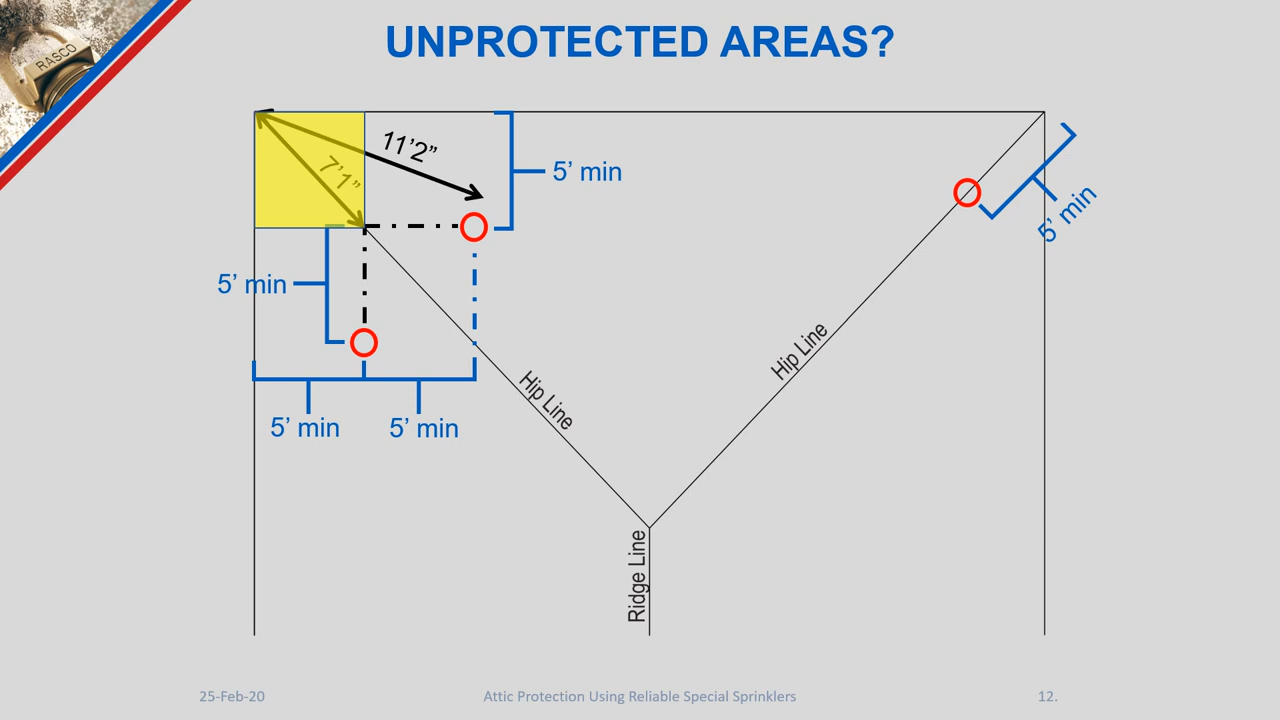 RASCO
UNPROTECTED AREAS?
11’2”
7’1”
5’ min
5’ min
5’ min
5’ min
5’ min
Hip Line
Hip Line
Ridge Line
25-Feb-20
Attic Protection Using Reliable Special Sprinklers
12.